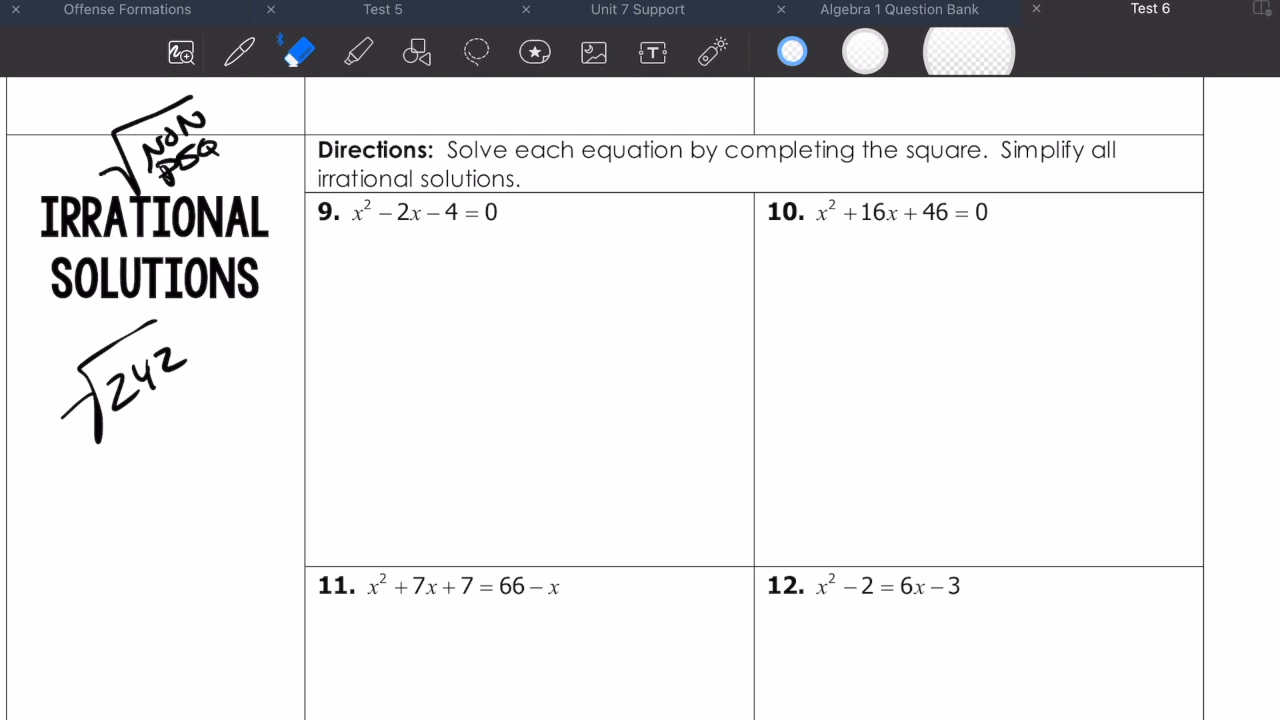 Offense Formations × Test 5 × Unit 7 Support × Algebra 1 Question Bank × Test 6
T
√NON
PSQ
IRRATIONAL
SOLUTIONS
√242
Directions: Solve each equation by completing the square. Simplify all
irrational solutions.
9. x² − 2x − 4 = 0
10. x² + 16x + 46 = 0
11. x² + 7x + 7 = 66 − x
12. x² − 2 = 6x − 3